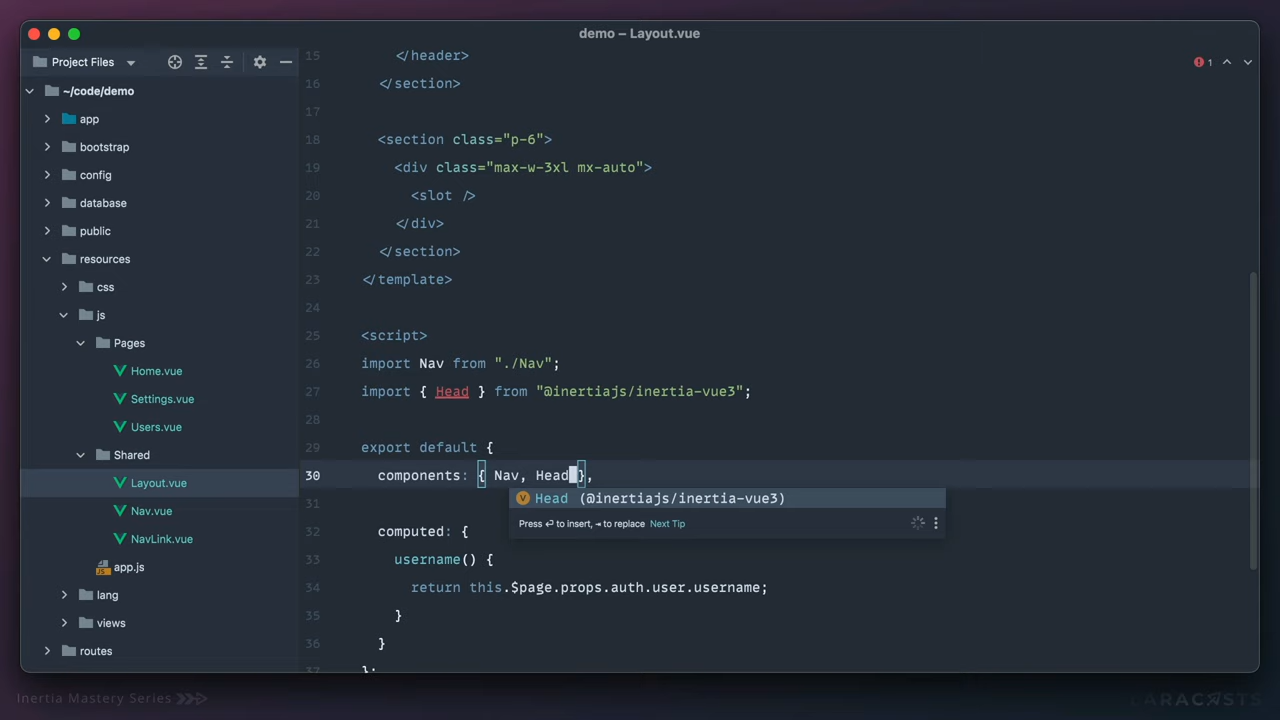 demo – Layout.vue
Project Files
~/code/demo
app
bootstrap
config
database
public
resources
css
js
Pages
Home.vue
Settings.vue
Users.vue
Shared
Layout.vue
Nav.vue
NavLink.vue
JS app.js
lang
views
routes
1
15 </header>
16 </section>
17
18 <section class="p-6">
19 <div class="max-w-3xl mx-auto">
20 <slot />
21 </div>
22 </section>
23 </template>
24
25 <script>
26 import Nav from "./Nav";
27 import { Head } from "@inertiajs/inertia-vue3";
28
29 export default {
30 components: { Nav, Head },
V Head (@inertiajs/inertia-vue3)
Press ⏎ to insert, ⇥ to replace Next Tip
31
32 computed: {
33 username() {
34 return this.$page.props.auth.user.username;
35 }
36 }
37 };
Inertia Mastery Series
LARACASTS